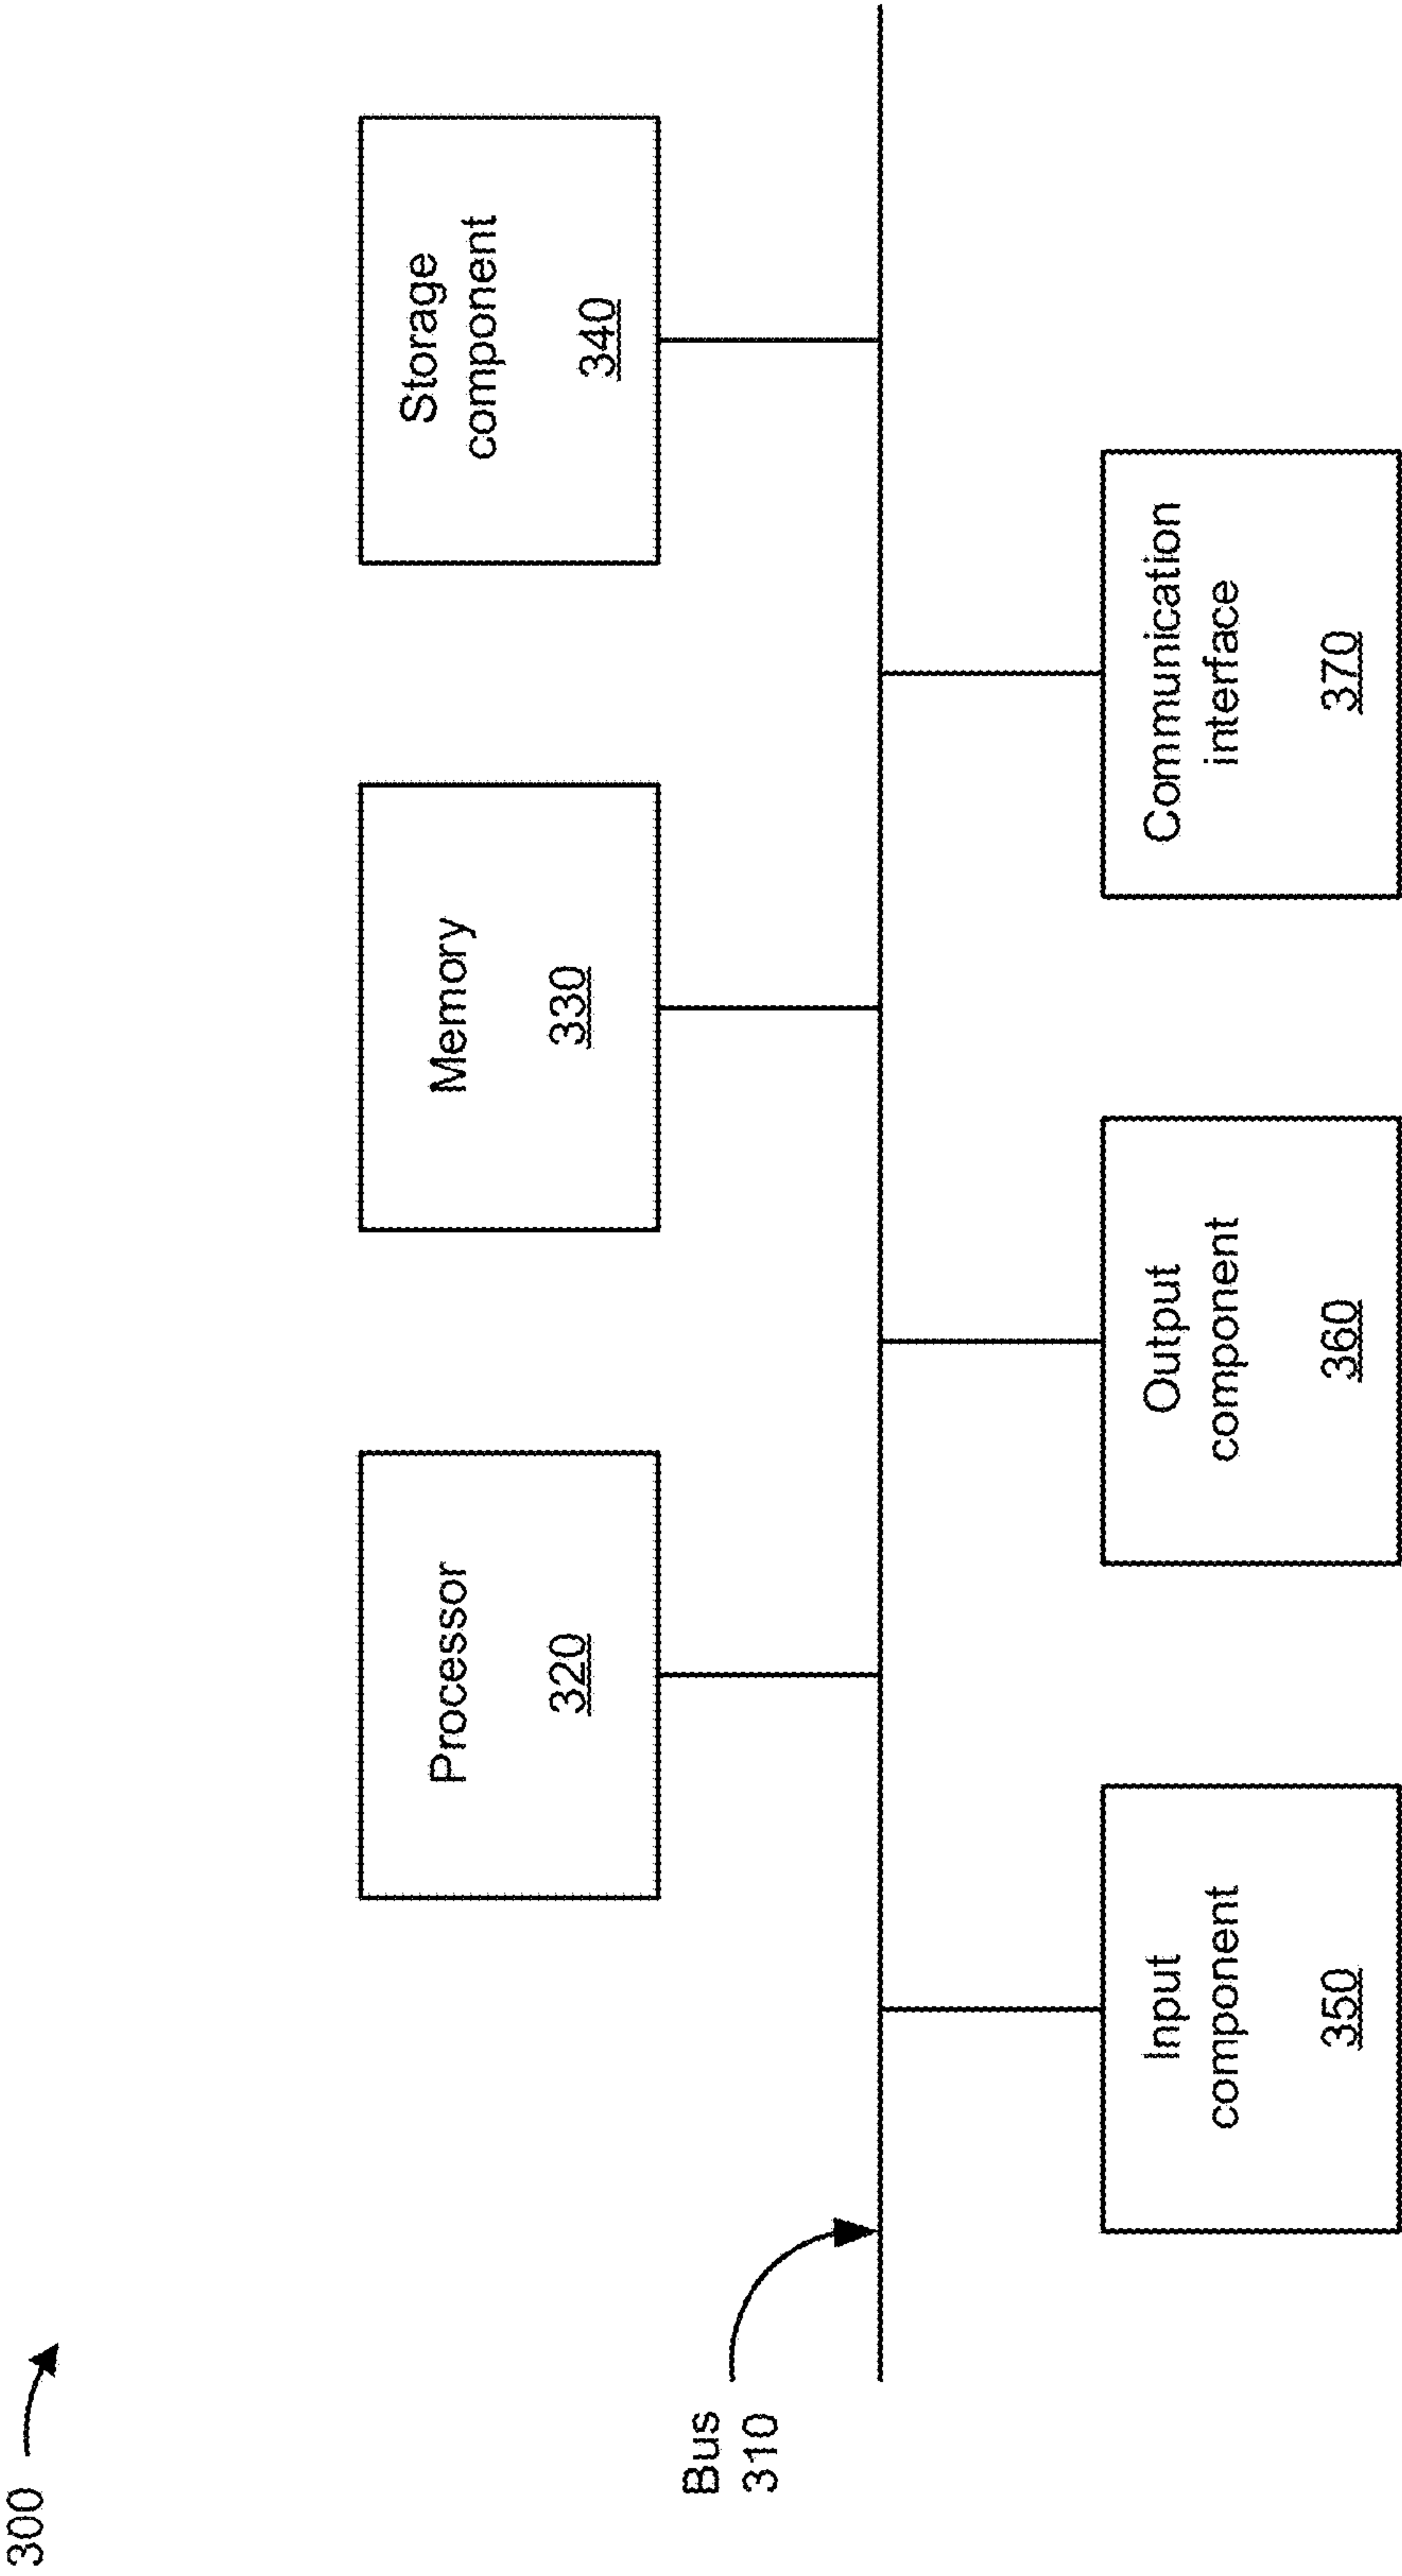 300
Processor
320
Memory
330
Storage
component
340
Bus
310
Input
component
350
Output
component
360
Communication
interface
370